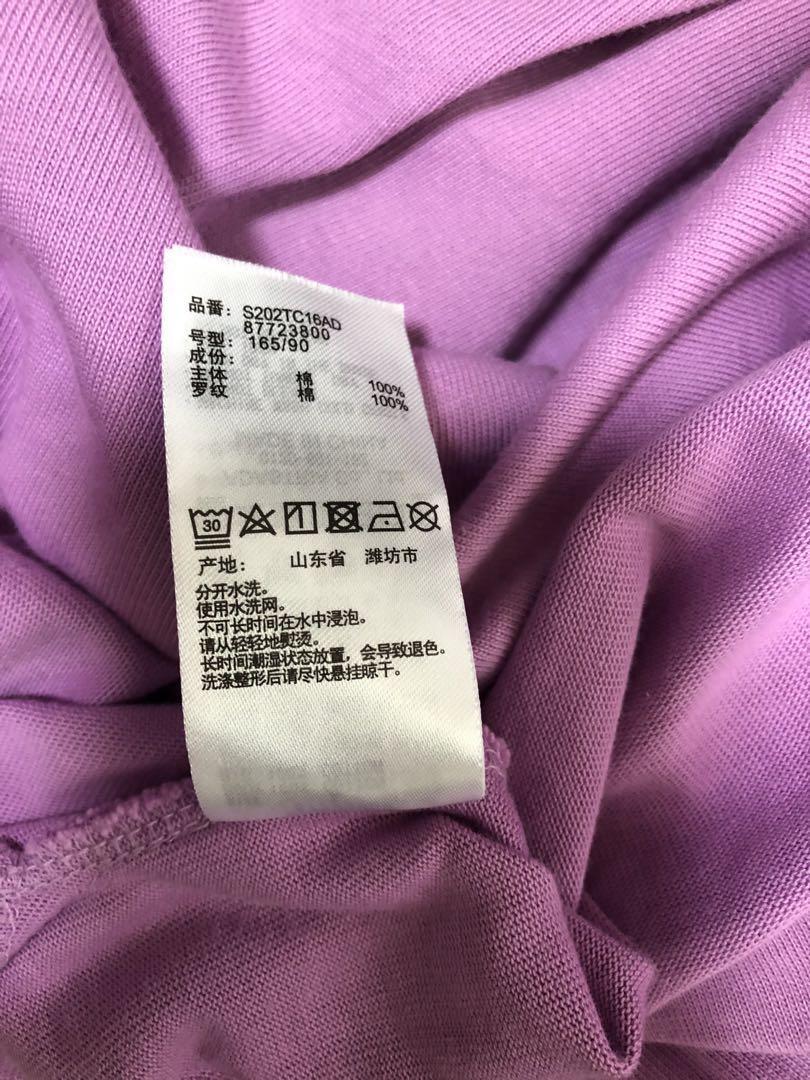 品番： S202TC16AD
87723800
号型： 165/90
成份：
主体 棉 100%
罗纹 棉 100%
30
产地： 山东省 潍坊市
分开水洗。
使用水洗网。
不可长时间在水中浸泡。
请从轻轻地熨烫。
长时间潮湿状态放置，会导致退色。
洗涤整形后请尽快悬挂晾干。